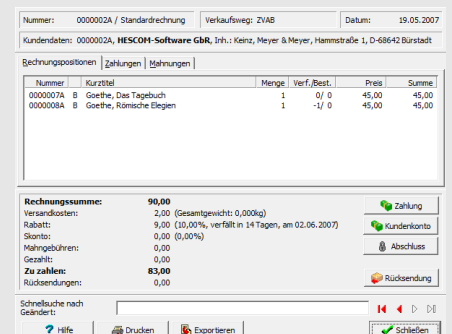 Nummer: 0000002A / Standardrechnung Verkaufsweg: ZVAB Datum: 19.05.2007
Kundendaten: 0000002A, HESCOM-Software GbR, Inh.: Keinz, Meyer & Meyer, Hammstraße 1, D-68642 Bürstadt
Rechnungspositionen Zahlungen Mahnungen
Nummer Kurztitel Menge Verf./Best. Preis Summe
0000007A B Goethe, Das Tagebuch 1 0/ 0 45,00 45,00
0000008A B Goethe, Römische Elegien 1 -1/ 0 45,00 45,00
Rechnungssumme: 90,00
Zahlung
Versandkosten: 2,00 (Gesamtgewicht: 0,000kg)
Rabatt: 9,00 (10,00%, verfällt in 14 Tagen, am 02.06.2007)
Kundenkonto
Skonto: 0,00 (0,00%)
Mahngebühren: 0,00
Abschluss
Gezahlt: 0,00
Zu zahlen: 83,00
Rücksendungen: 0,00
Rücksendung
Schnellsuche nach
Geändert:
Hilfe Drucken Exportieren Schließen